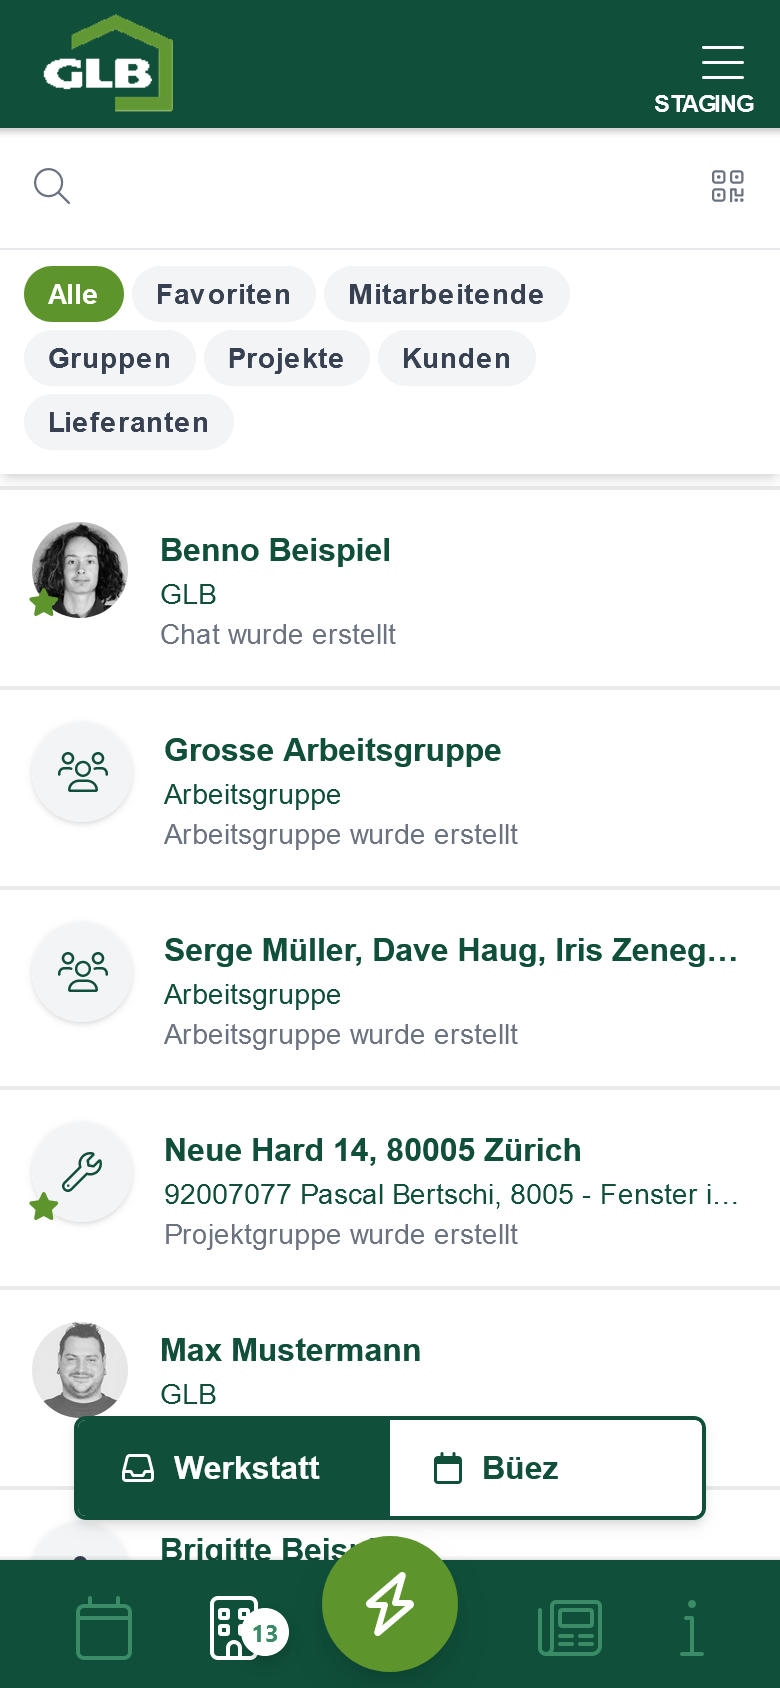 GLB
STAGING
Alle
Favoriten
Mitarbeitende
Gruppen
Projekte
Kunden
Lieferanten
Benno Beispiel
GLB
Chat wurde erstellt
Grosse Arbeitsgruppe
Arbeitsgruppe
Arbeitsgruppe wurde erstellt
Serge Müller, Dave Haug, Iris Zeneg…
Arbeitsgruppe
Arbeitsgruppe wurde erstellt
Neue Hard 14, 80005 Zürich
92007077 Pascal Bertschi, 8005 - Fenster i…
Projektgruppe wurde erstellt
Max Mustermann
GLB
Werkstatt
Büez
Brigitte
13